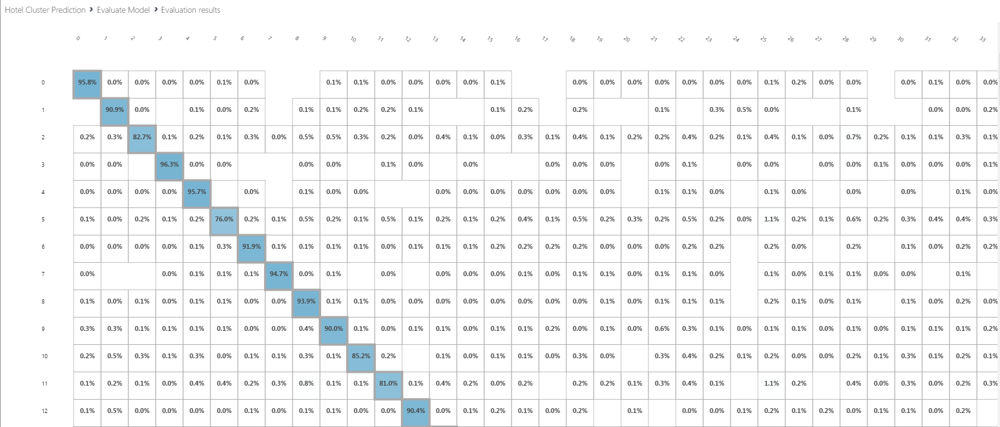 Hotel Cluster Prediction › Evaluate Model › Evaluation results
0 1 2 3 4 5 6 7 8 9 10 11 12 13 14 15 16 17 18 19 20 21 22 23 24 25 26 27 28 29 30 31 32 33
0 95.8% 0.0% 0.0% 0.0% 0.0% 0.1% 0.0% 0.1% 0.1% 0.0% 0.0% 0.0% 0.0% 0.1% 0.0% 0.0% 0.0% 0.0% 0.0% 0.0% 0.0% 0.1% 0.2% 0.0% 0.0% 0.0% 0.1% 0.0% 0.0%
1 90.9% 0.0% 0.1% 0.0% 0.2% 0.1% 0.1% 0.2% 0.2% 0.1% 0.1% 0.2% 0.2% 0.1% 0.3% 0.5% 0.0% 0.1% 0.0% 0.0% 0.2%
2 0.2% 0.3% 82.7% 0.1% 0.2% 0.1% 0.3% 0.0% 0.5% 0.5% 0.3% 0.2% 0.0% 0.4% 0.1% 0.0% 0.3% 0.1% 0.4% 0.1% 0.2% 0.2% 0.4% 0.2% 0.1% 0.4% 0.1% 0.0% 0.7% 0.2% 0.1% 0.1% 0.3% 0.1%
3 0.0% 0.0% 96.3% 0.0% 0.0% 0.0% 0.0% 0.1% 0.0% 0.0% 0.0% 0.0% 0.0% 0.0% 0.1% 0.0% 0.0% 0.0% 0.0% 0.1% 0.0% 0.0% 0.0% 0.1%
4 0.0% 0.0% 0.0% 0.0% 95.7% 0.0% 0.1% 0.0% 0.0% 0.0% 0.0% 0.0% 0.0% 0.0% 0.0% 0.0% 0.1% 0.1% 0.0% 0.1% 0.0% 0.0% 0.0% 0.1% 0.0%
5 0.1% 0.0% 0.2% 0.1% 0.2% 76.0% 0.2% 0.1% 0.5% 0.2% 0.1% 0.5% 0.1% 0.2% 0.1% 0.2% 0.4% 0.1% 0.5% 0.2% 0.3% 0.2% 0.5% 0.2% 0.0% 1.1% 0.2% 0.1% 0.6% 0.2% 0.3% 0.4% 0.4% 0.3%
6 0.0% 0.0% 0.0% 0.0% 0.1% 0.3% 91.9% 0.1% 0.1% 0.1% 0.1% 0.0% 0.1% 0.1% 0.1% 0.2% 0.2% 0.2% 0.2% 0.0% 0.0% 0.0% 0.2% 0.2% 0.2% 0.0% 0.2% 0.1% 0.0% 0.2% 0.2%
7 0.0% 0.0% 0.1% 0.1% 0.1% 94.7% 0.0% 0.1% 0.0% 0.0% 0.0% 0.0% 0.1% 0.0% 0.1% 0.1% 0.0% 0.1% 0.1% 0.0% 0.1% 0.0% 0.1% 0.1% 0.0% 0.0% 0.1%
8 0.1% 0.0% 0.1% 0.0% 0.1% 0.1% 0.0% 0.0% 93.9% 0.1% 0.1% 0.0% 0.0% 0.0% 0.0% 0.0% 0.0% 0.0% 0.0% 0.1% 0.0% 0.1% 0.1% 0.1% 0.2% 0.1% 0.0% 0.1% 0.1% 0.0% 0.2% 0.0%
9 0.3% 0.3% 0.1% 0.1% 0.1% 0.1% 0.0% 0.0% 0.4% 90.0% 0.1% 0.0% 0.1% 0.1% 0.0% 0.1% 0.1% 0.2% 0.0% 0.1% 0.0% 0.6% 0.3% 0.1% 0.0% 0.1% 0.1% 0.0% 0.1% 0.0% 0.1% 0.1% 0.1% 0.2%
10 0.2% 0.5% 0.3% 0.1% 0.3% 0.0% 0.1% 0.1% 0.3% 0.1% 85.2% 0.2% 0.1% 0.0% 0.1% 0.1% 0.0% 0.3% 0.0% 0.3% 0.4% 0.2% 0.1% 0.2% 0.0% 0.0% 0.2% 0.1% 0.3% 0.1% 0.2% 0.1%
11 0.1% 0.2% 0.1% 0.0% 0.4% 0.4% 0.2% 0.3% 0.8% 0.1% 0.1% 81.0% 0.1% 0.4% 0.2% 0.0% 0.2% 0.2% 0.2% 0.1% 0.3% 0.4% 0.1% 1.1% 0.2% 0.4% 0.0% 0.3% 0.0% 0.2% 0.3%
12 0.1% 0.5% 0.0% 0.0% 0.0% 0.0% 0.1% 0.0% 0.1% 0.1% 0.0% 0.0% 90.4% 0.0% 0.1% 0.2% 0.1% 0.0% 0.2% 0.1% 0.0% 0.0% 0.1% 0.2% 0.1% 0.2% 0.0% 0.1% 0.1% 0.0% 0.2%